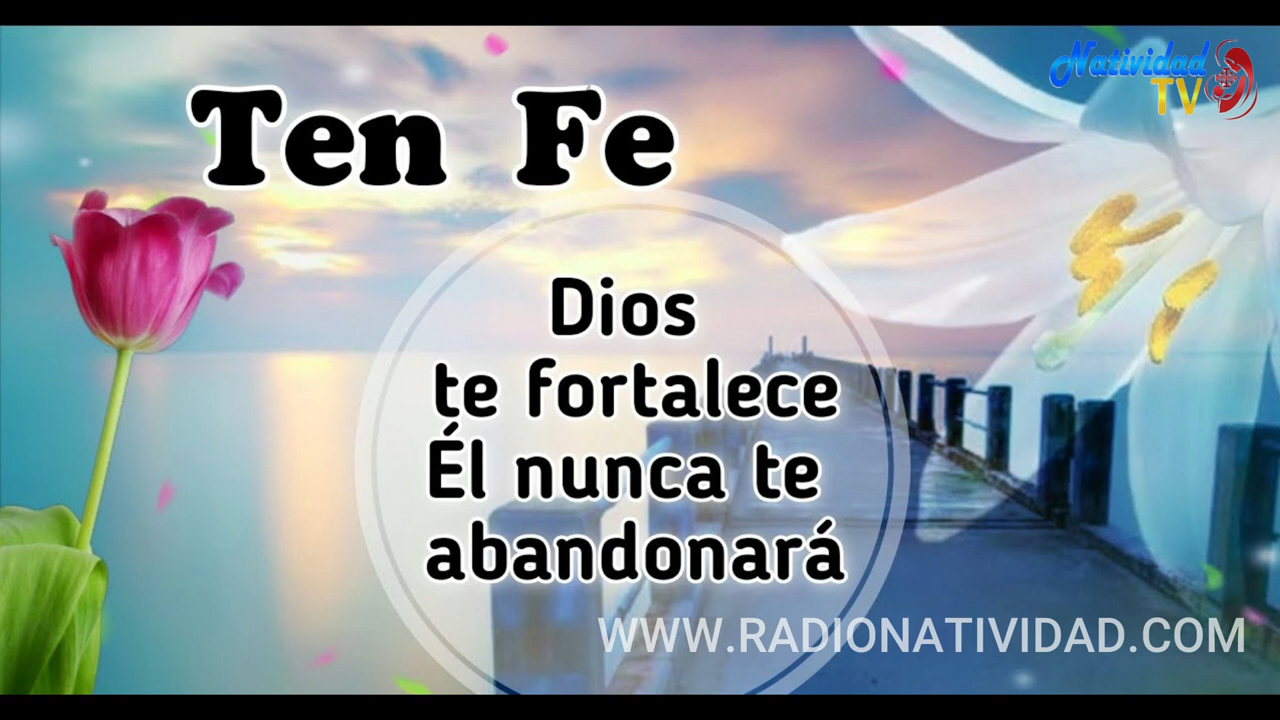 Natividad
TV
Ten Fe
Dios
te fortalece
Él nunca te
abandonará
WWW.RADIONATIVIDAD.COM